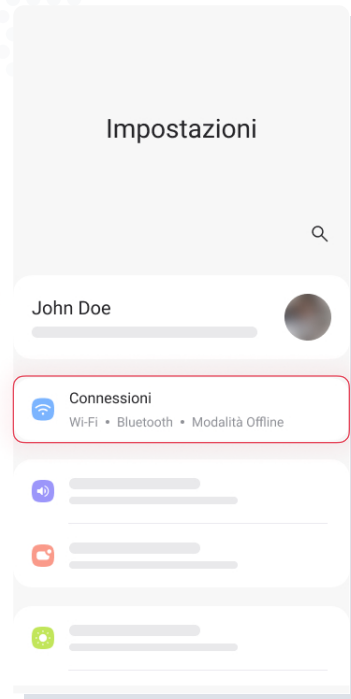 Impostazioni
John Doe
Connessioni
Wi-Fi • Bluetooth • Modalità Offline